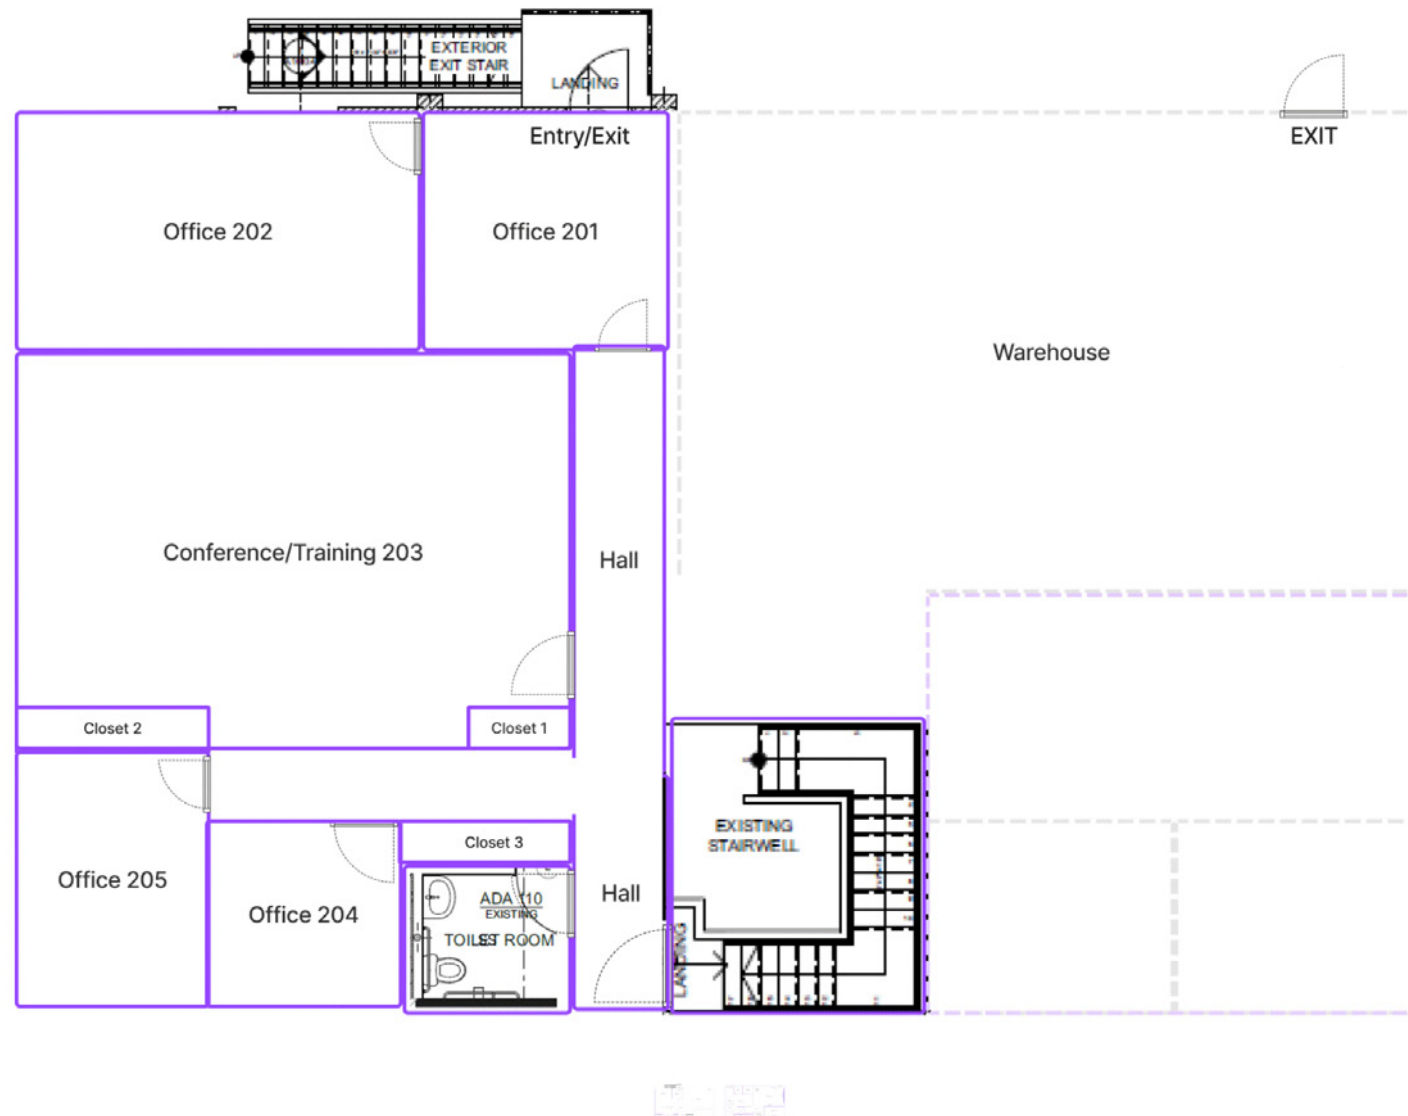 EXTERIOR
EXIT STAIR
LANDING
Entry/Exit
EXIT
Office 202
Office 201
Warehouse
Conference/Training 203
Hall
Closet 2
Closet 1
EXISTING
STAIRWELL
Closet 3
Office 205
Office 204
ADA
EXISTING
ROOM
Hall
LANDING